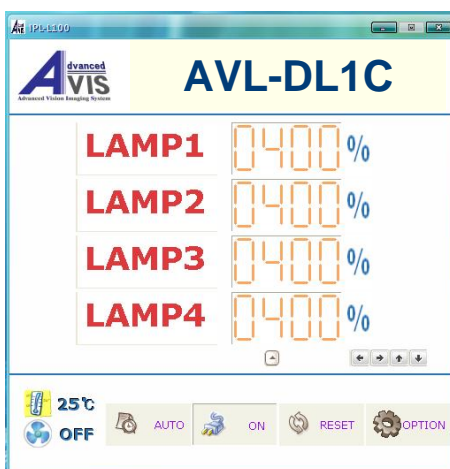 IPL-1100
Advanced
AVIS
Advanced Vision Imaging System
AVL-DL1C
LAMP1 0400 %
LAMP2 0400 %
LAMP3 0400 %
LAMP4 0400 %
25℃
OFF
AUTO ON RESET OPTION